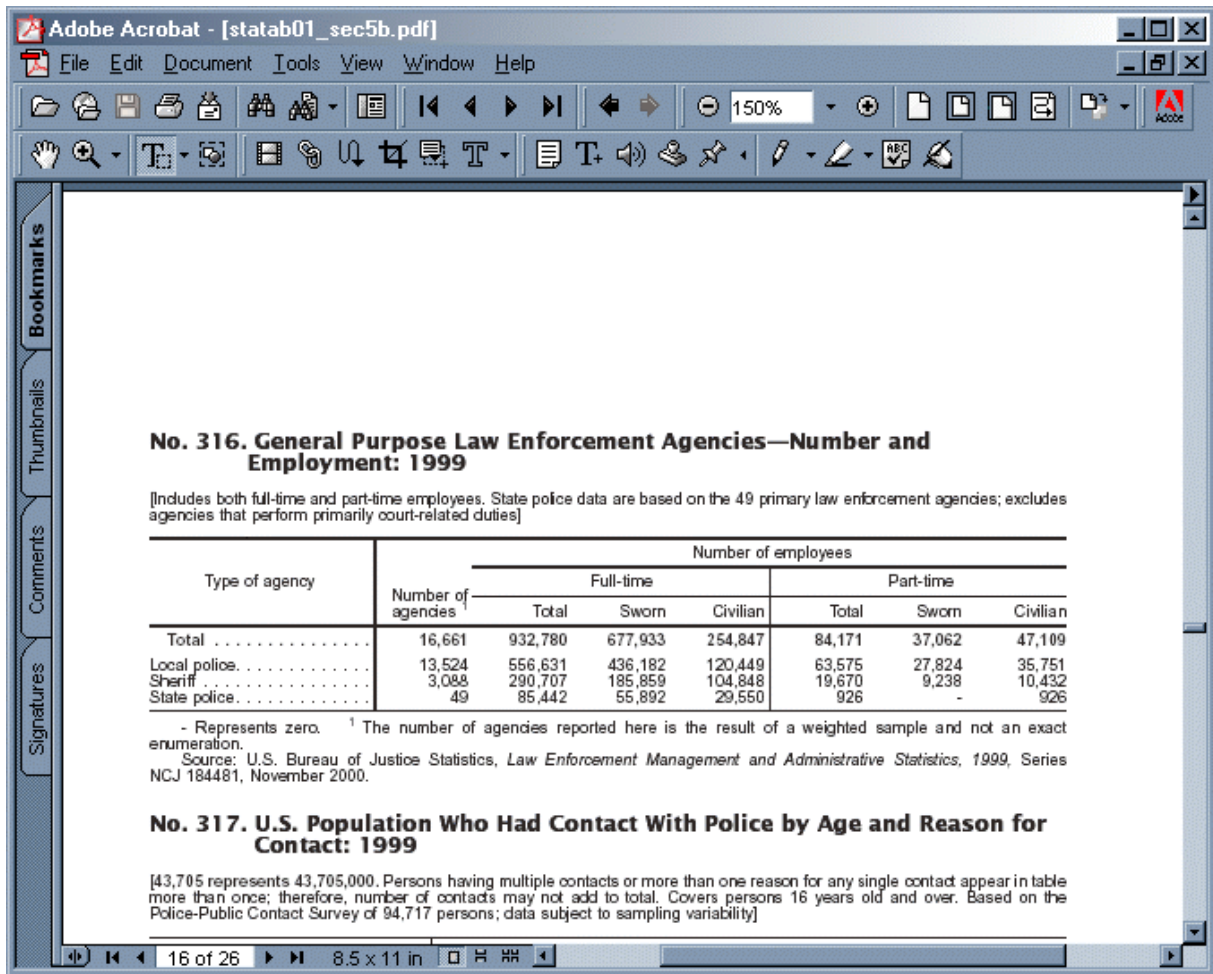 Adobe Acrobat - [statab01_sec5b.pdf]
File Edit Document Tools View Window Help
150%
Adobe
ABC
Bookmarks
Thumbnails
Comments
Signatures
No. 316. General Purpose Law Enforcement Agencies—Number and
Employment: 1999
[Includes both full-time and part-time employees. State police data are based on the 49 primary law enforcement agencies; excludes
agencies that perform primarily court-related duties]
Number of employees
Type of agency Full-time Part-time
Number of
agencies 1 Total Sworn Civilian Total Sworn Civilian
Total . . . . . . . . . . . . . . . 16,661 932,780 677,933 254,847 84,171 37,062 47,109
Local police. . . . . . . . . . . . . 13,524 556,631 436,182 120,449 63,575 27,824 35,751
Sheriff . . . . . . . . . . . . . . . . 3,088 290,707 185,859 104,848 19,670 9,238 10,432
State police. . . . . . . . . . . . . 49 85,442 55,892 29,550 926 - 926
- Represents zero. 1 The number of agencies reported here is the result of a weighted sample and not an exact
enumeration.
Source: U.S. Bureau of Justice Statistics, Law Enforcement Management and Administrative Statistics, 1999, Series
NCJ 184481, November 2000.
No. 317. U.S. Population Who Had Contact With Police by Age and Reason for
Contact: 1999
[43,705 represents 43,705,000. Persons having multiple contacts or more than one reason for any single contact appear in table
more than once; therefore, number of contacts may not add to total. Covers persons 16 years old and over. Based on the
Police-Public Contact Survey of 94,717 persons; data subject to sampling variability]
16 of 26 8.5 x 11 in